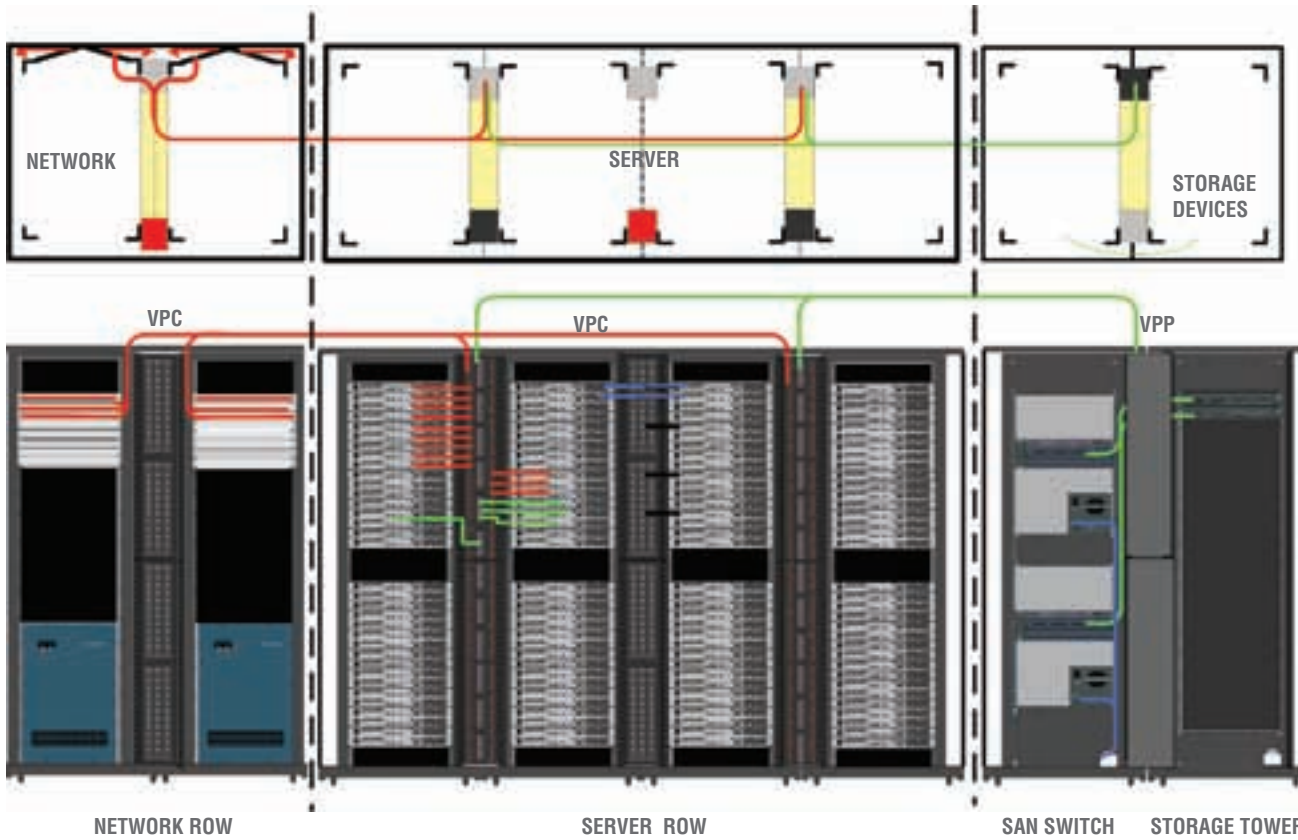 NETWORK
SERVER
STORAGE
DEVICES
VPC
VPC
VPP
NETWORK ROW
SERVER ROW
SAN SWITCH
STORAGE TOWER